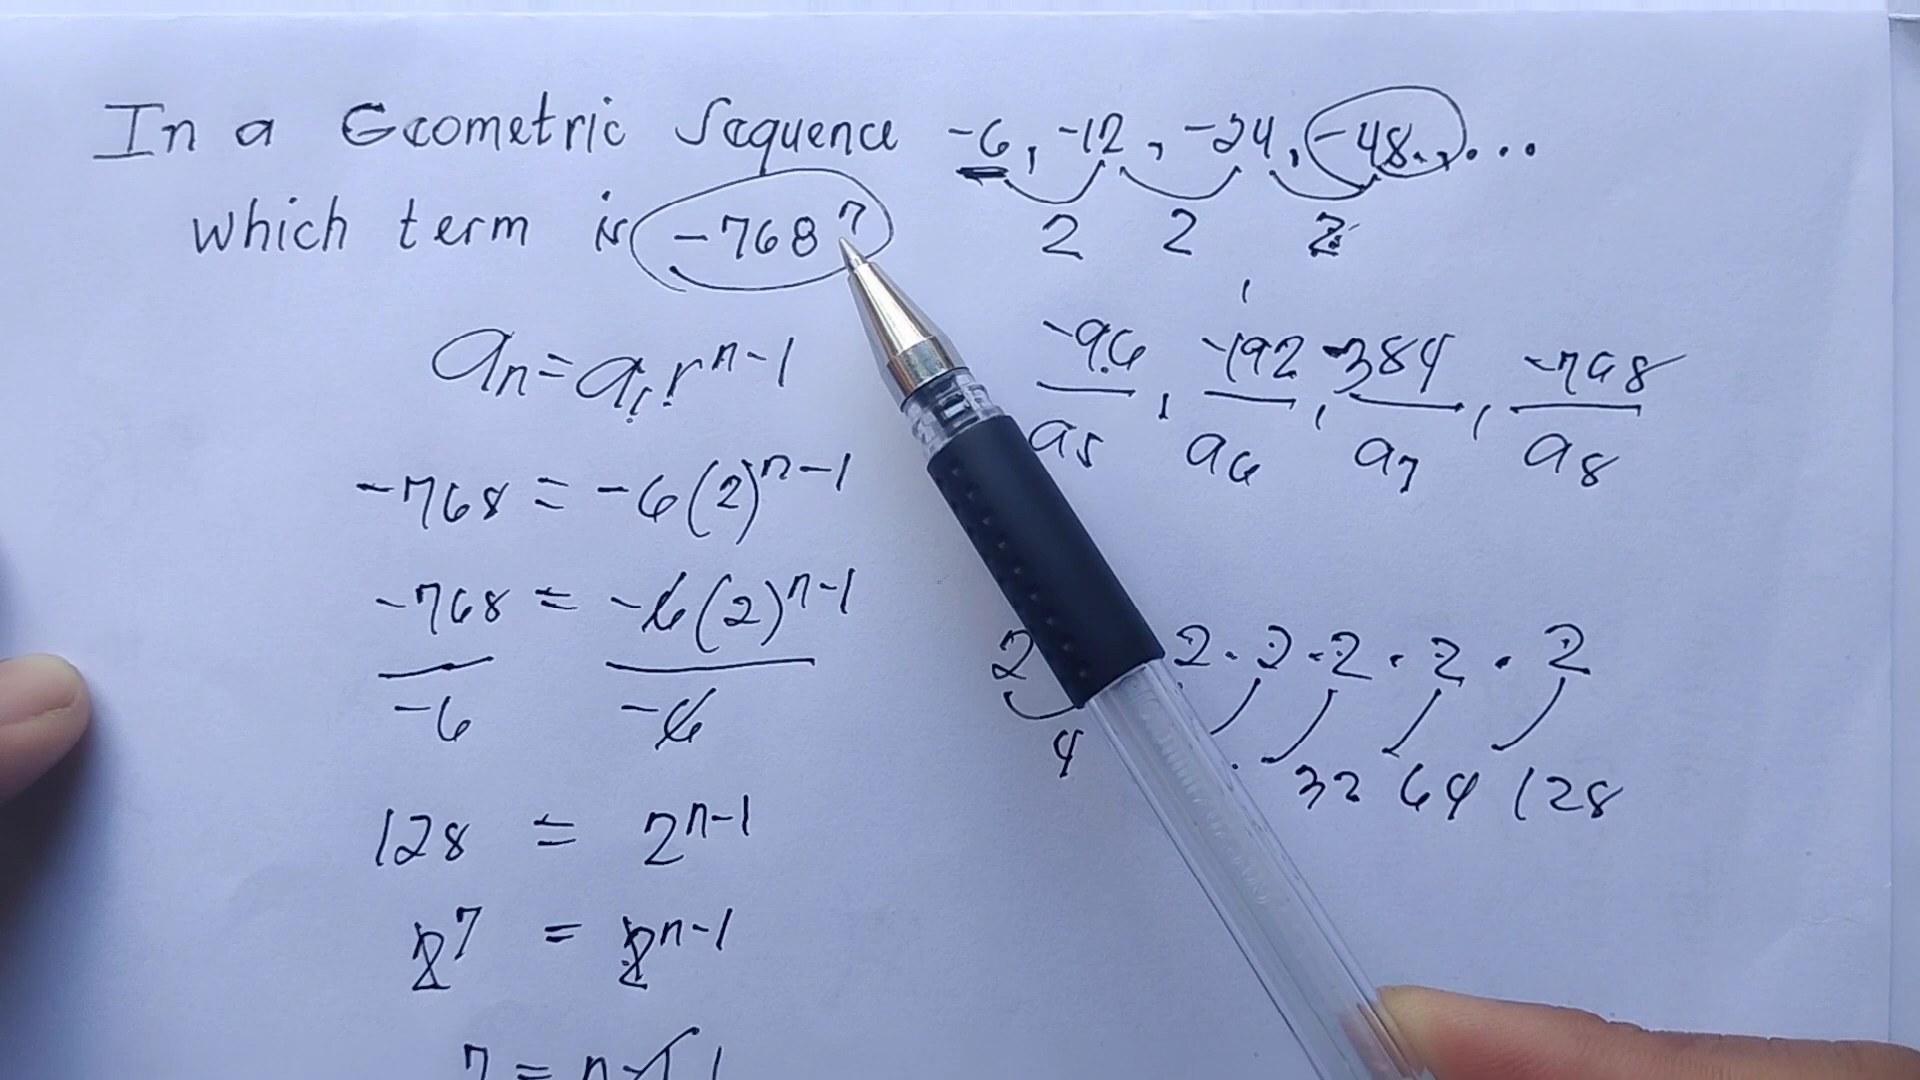 In a Geometric Sequence -6, -12, -24, -48, ...
which term is -768?
2 2 2
aₙ = a₁ rⁿ⁻¹
-768 = -6(2)ⁿ⁻¹
-768 = -6(2)ⁿ⁻¹
-6 -6
128 = 2ⁿ⁻¹
2⁷ = 2ⁿ⁻¹
7 = n-1
-96, -192, -384, -768
a₅ a₆ a₇ a₈
2 2 · 2 · 2 · 2 · 2
4 32 64 128